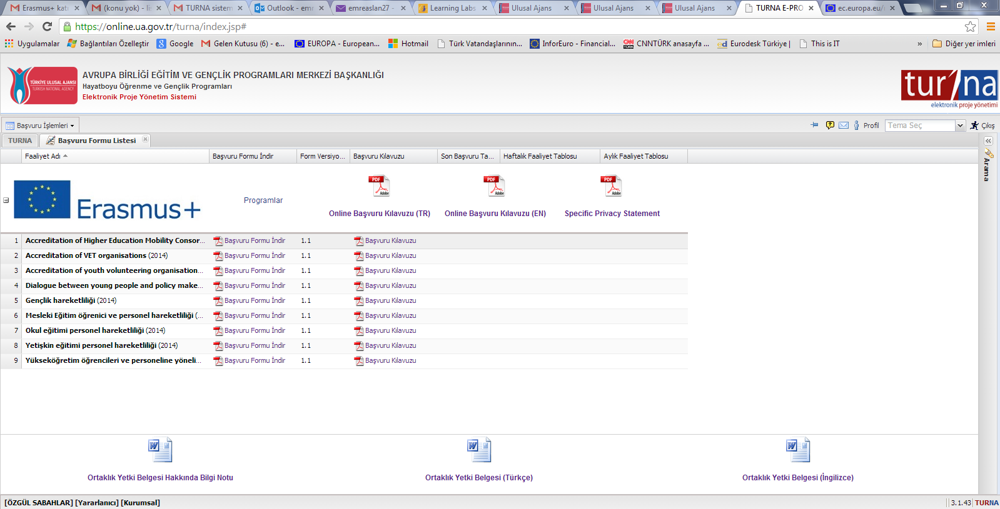 Erasmus+ katı
(konu yok) - lis
TURNA sistem
Outlook - emr
emreaslan27 -
Learning Labs
Ulusal Ajans
Ulusal Ajans
Ulusal Ajans
TURNA E-PRO
ec.europa.eu/
https://online.ua.gov.tr/turna/index.jsp#
Uygulamalar
Bağlantıları Özelleştir
Google
Gelen Kutusu (6) - e...
EUROPA - European...
Hotmail
Türk Vatandaşlarının...
InforEuro - Financial...
CNNTÜRK anasayfa ...
Eurodesk Türkiye |
This is IT
»
Diğer yer imleri
TÜRKİYE ULUSAL AJANSI
TURKISH NATIONAL AGENCY
AVRUPA BİRLİĞİ EĞİTİM VE GENÇLİK PROGRAMLARI MERKEZİ BAŞKANLIĞI
Hayatboyu Öğrenme ve Gençlik Programları
Elektronik Proje Yönetim Sistemi
turna
elektronik proje yönetimi
Başvuru İşlemleri
Profil
Tema Seç
Çıkış
TURNA
Başvuru Formu Listesi
Arama
Faaliyet Adı Başvuru Formu İndir Form Versiyo... Başvuru Kılavuzu Son Başvuru Ta... Haftalık Faaliyet Tablosu Aylık Faaliyet Tablosu
Erasmus+
Programlar
PDF Adobe
PDF Adobe
PDF Adobe
Online Başvuru Kılavuzu (TR)
Online Başvuru Kılavuzu (EN)
Specific Privacy Statement
1 Accreditation of Higher Education Mobility Consor... Başvuru Formu İndir 1.1 Başvuru Kılavuzu
2 Accreditation of VET organisations (2014) Başvuru Formu İndir 1.1 Başvuru Kılavuzu
3 Accreditation of youth volunteering organisation... Başvuru Formu İndir 1.1 Başvuru Kılavuzu
4 Dialogue between young people and policy make... Başvuru Formu İndir 1.1 Başvuru Kılavuzu
5 Gençlik hareketliliği (2014) Başvuru Formu İndir 1.1 Başvuru Kılavuzu
6 Mesleki Eğitim öğrenici ve personel hareketliliği (... Başvuru Formu İndir 1.1 Başvuru Kılavuzu
7 Okul eğitimi personel hareketliliği (2014) Başvuru Formu İndir 1.1 Başvuru Kılavuzu
8 Yetişkin eğitimi personel hareketliliği (2014) Başvuru Formu İndir 1.1 Başvuru Kılavuzu
9 Yükseköğretim öğrencileri ve personeline yöneli... Başvuru Formu İndir 1.1 Başvuru Kılavuzu
Ortaklık Yetki Belgesi Hakkında Bilgi Notu
Ortaklık Yetki Belgesi (Türkçe)
Ortaklık Yetki Belgesi (İngilizce)
[ÖZGÜL SABAHLAR] [Yararlanıcı] [Kurumsal]
3.1.43 TURNA